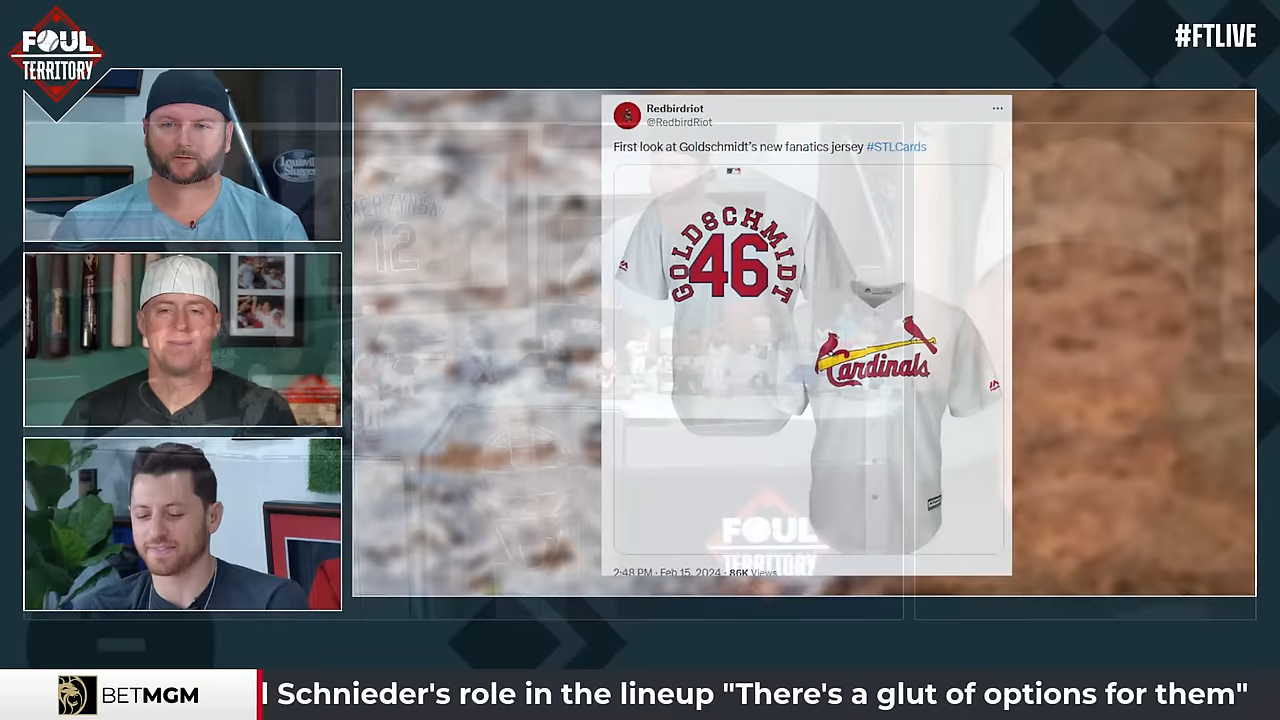 FOUL
TERRITORY
#FTLIVE
Louisville
Slugger
Redbirdriot
@RedbirdRiot
First look at Goldschmidt's new fanatics jersey #STLCards
GOLDSCHMIDT
46
Cardinals
12
FOUL
TERRITORY
2:48 PM · Feb 15, 2024 · 86K Views
BETMGM
Schnieder's role in the lineup "There's a glut of options for them"